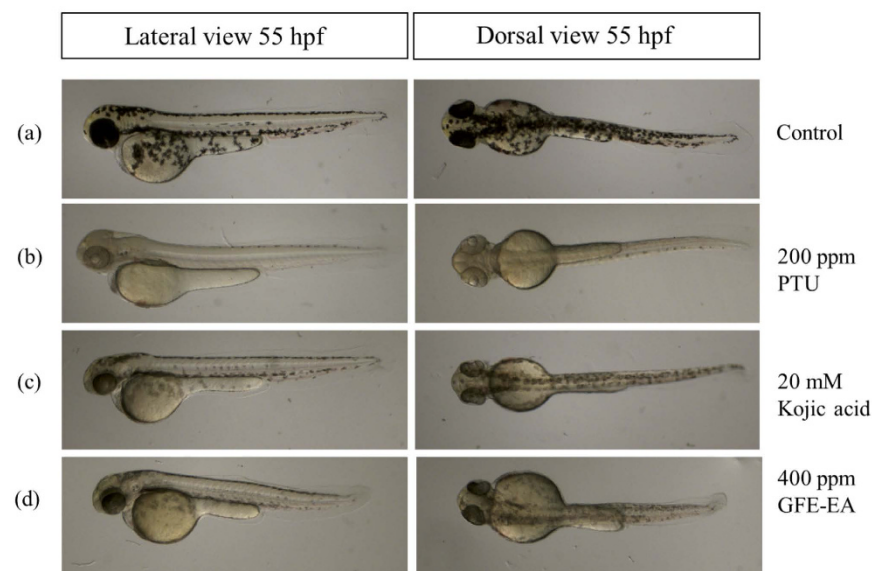 Lateral view 55 hpf
Dorsal view 55 hpf
(a)
Control
(b)
200 ppm
PTU
(c)
20 mM
Kojic acid
(d)
400 ppm
GFE-EA